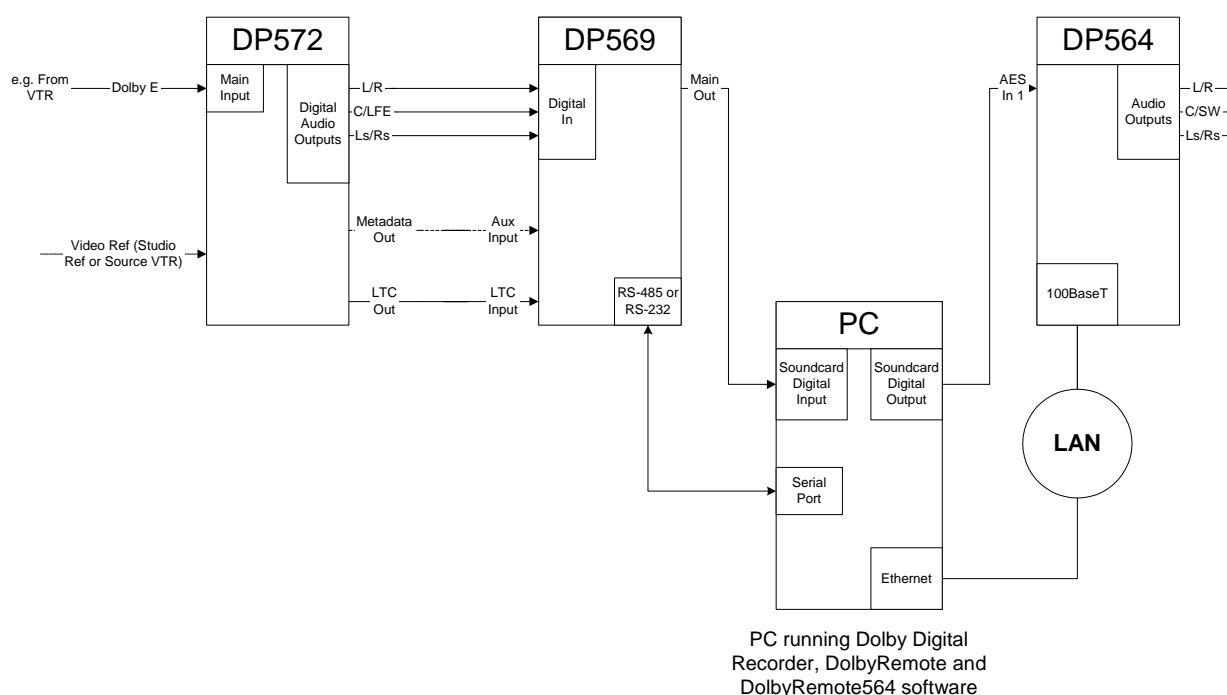 DP572
DP569
DP564
e.g. From
VTR
Dolby E
Main
Input
Digital
Audio
Outputs
L/R
C/LFE
Ls/Rs
Digital
In
Main
Out
AES
In 1
Audio
Outputs
L/R
C/SW
Ls/Rs
Metadata
Out
Aux
Input
Video Ref (Studio
Ref or Source VTR)
LTC
Out
LTC
Input
RS-485 or
RS-232
100BaseT
PC
Soundcard
Digital
Input
Soundcard
Digital
Output
LAN
Serial
Port
Ethernet
PC running Dolby Digital
Recorder, DolbyRemote and
DolbyRemote564 software